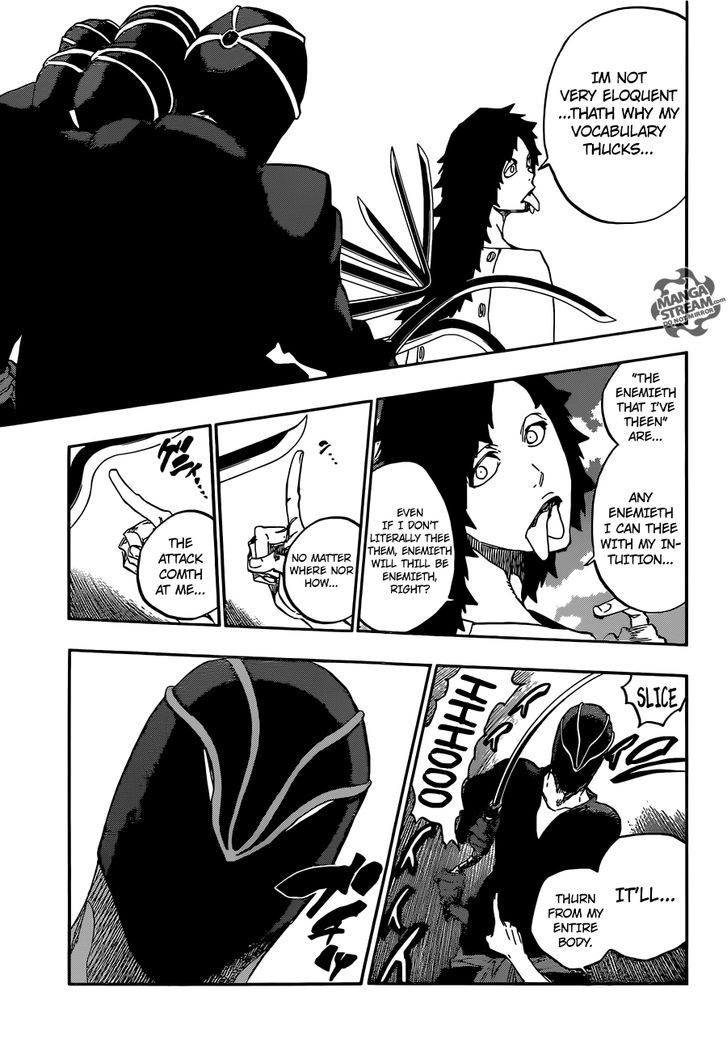 IM NOT
VERY ELOQUENT
...THATH WHY MY
VOCABULARY
THUCKS...
MANGA
STREAM.com
DO NOT MIRROR!
"THE
ENEMIETH
THAT I'VE
THEEN"
ARE...
ANY
ENEMIETH
I CAN THEE
WITH MY IN-
TUITION...
EVEN
IF I DON'T
LITERALLY THEE
THEM, ENEMIETH
WILL THILL BE
ENEMIETH,
RIGHT?
NO MATTER
WHERE NOR
HOW...
THE
ATTACK
COMTH
AT ME...
SLICE
OOOHHH
IT'LL...
THURN
FROM MY
ENTIRE
BODY.